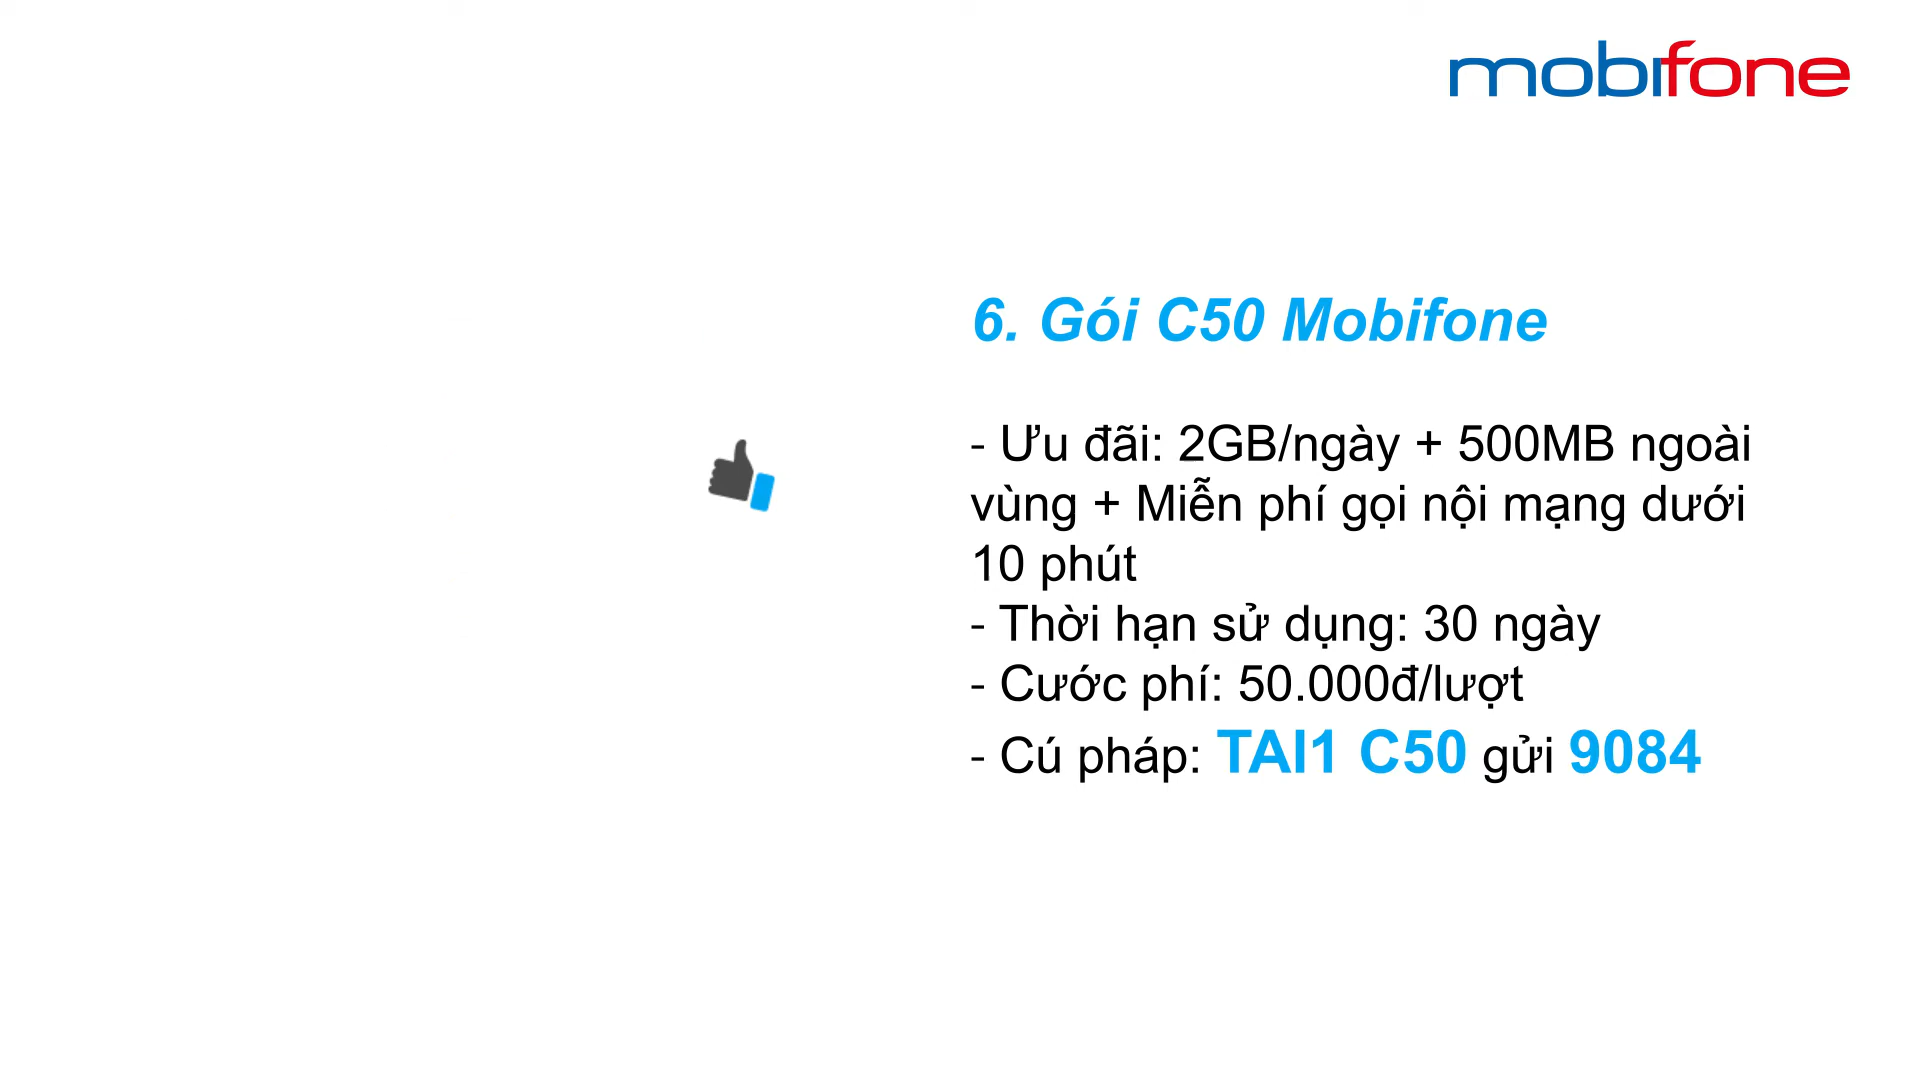 mobifone
6. Gói C50 Mobifone
- Ưu đãi: 2GB/ngày + 500MB ngoài
vùng + Miễn phí gọi nội mạng dưới
10 phút
- Thời hạn sử dụng: 30 ngày
- Cước phí: 50.000đ/lượt
- Cú pháp: TAI1 C50 gửi 9084